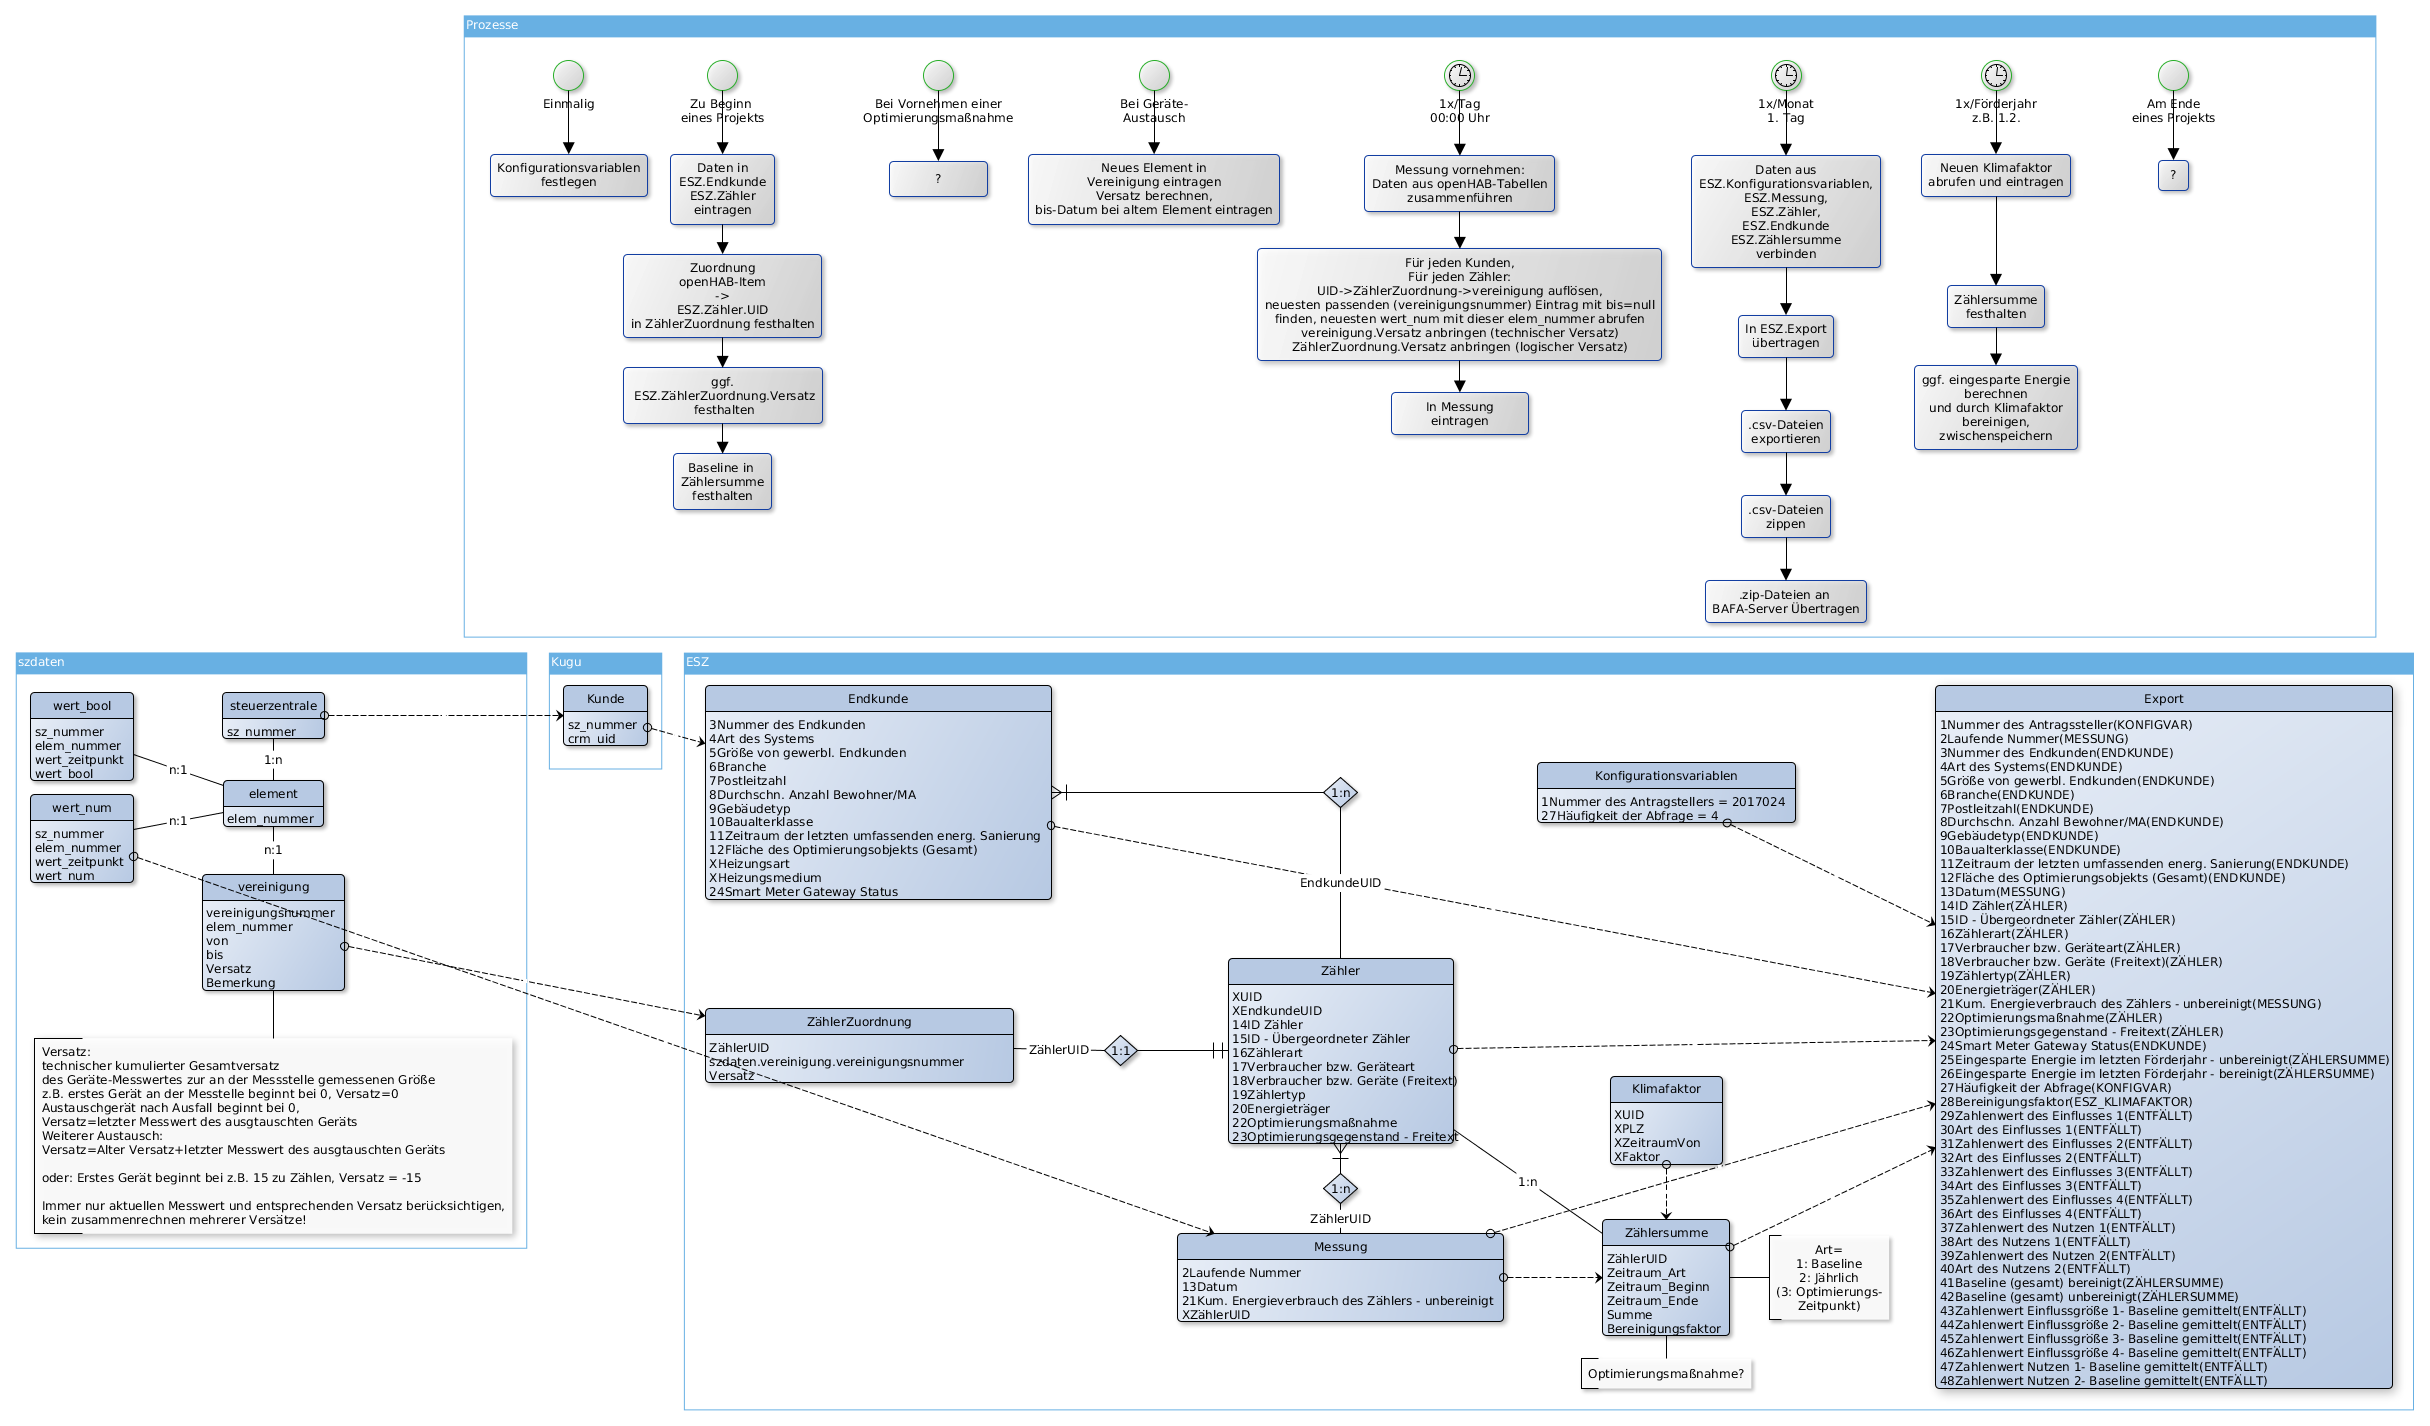 Prozesse
Einmalig
Konfigurationsvariablen
festlegen
Zu Beginn
eines Projekts
Daten in
ESZ.Endkunde
ESZ.Zähler
eintragen
Zuordnung
openHAB-Item
->
ESZ.Zähler.UID
in ZählerZuordnung festhalten
ggf.
ESZ.ZählerZuordnung.Versatz
festhalten
Baseline in
Zählersumme
festhalten
Bei Vornehmen einer
Optimierungsmaßnahme
?
Bei Geräte-
Austausch
Neues Element in
Vereinigung eintragen
Versatz berechnen,
bis-Datum bei altem Element eintragen
1x/Tag
00:00 Uhr
Messung vornehmen:
Daten aus openHAB-Tabellen
zusammenführen
Für jeden Kunden,
Für jeden Zähler:
UID->ZählerZuordnung->vereinigung auflösen,
neuesten passenden (vereinigungsnummer) Eintrag mit bis=null
finden, neuesten wert_num mit dieser elem_nummer abrufen
vereinigung.Versatz anbringen (technischer Versatz)
ZählerZuordnung.Versatz anbringen (logischer Versatz)
In Messung
eintragen
1x/Monat
1. Tag
Daten aus
ESZ.Konfigurationsvariablen,
ESZ.Messung,
ESZ.Zähler,
ESZ.Endkunde
ESZ.Zählersumme
verbinden
In ESZ.Export
übertragen
.csv-Dateien
exportieren
.csv-Dateien
zippen
.zip-Dateien an
BAFA-Server Übertragen
1x/Förderjahr
z.B. 1.2.
Neuen Klimafaktor
abrufen und eintragen
Zählersumme
festhalten
ggf. eingesparte Energie
berechnen
und durch Klimafaktor
bereinigen,
zwischenspeichern
Am Ende
eines Projekts
?
szdaten
wert_bool
sz_nummer
elem_nummer
wert_zeitpunkt
wert_bool
wert_num
sz_nummer
elem_nummer
wert_zeitpunkt
wert_num
n:1
n:1
steuerzentrale
sz_nummer
1:n
element
elem_nummer
n:1
vereinigung
vereinigungsnummer
elem_nummer
von
bis
Versatz
Bemerkung
Versatz:
technischer kumulierter Gesamtversatz
des Geräte-Messwertes zur an der Messstelle gemessenen Größe
z.B. erstes Gerät an der Messtelle beginnt bei 0, Versatz=0
Austauschgerät nach Ausfall beginnt bei 0,
Versatz=letzter Messwert des ausgtauschten Geräts
Weiterer Austausch:
Versatz=Alter Versatz+letzter Messwert des ausgtauschten Geräts
oder: Erstes Gerät beginnt bei z.B. 15 zu Zählen, Versatz = -15
Immer nur aktuellen Messwert und entsprechenden Versatz berücksichtigen,
kein zusammenrechnen mehrerer Versätze!
Kugu
Kunde
sz_nummer
crm_uid
ESZ
Endkunde
3Nummer des Endkunden
4Art des Systems
5Größe von gewerbl. Endkunden
6Branche
7Postleitzahl
8Durchschn. Anzahl Bewohner/MA
9Gebäudetyp
10Baualterklasse
11Zeitraum der letzten umfassenden energ. Sanierung
12Fläche des Optimierungsobjekts (Gesamt)
XHeizungsart
XHeizungsmedium
24Smart Meter Gateway Status
1:n
EndkundeUID
ZählerZuordnung
ZählerUID
szdaten.vereinigung.vereinigungsnummer
Versatz
ZählerUID
1:1
Zähler
XUID
XEndkundeUID
14ID Zähler
15ID - Übergeordneter Zähler
16Zählerart
17Verbraucher bzw. Geräteart
18Verbraucher bzw. Geräte (Freitext)
19Zählertyp
20Energieträger
22Optimierungsmaßnahme
23Optimierungsgegenstand - Freitext
1:n
ZählerUID
Messung
2Laufende Nummer
13Datum
21Kum. Energieverbrauch des Zählers - unbereinigt
XZählerUID
Konfigurationsvariablen
1Nummer des Antragstellers = 2017024
27Häufigkeit der Abfrage = 4
Klimafaktor
XUID
XPLZ
XZeitraumVon
XFaktor
1:n
Zählersumme
ZählerUID
Zeitraum_Art
Zeitraum_Beginn
Zeitraum_Ende
Summe
Bereinigungsfaktor
Art=
1: Baseline
2: Jährlich
(3: Optimierungs-
Zeitpunkt)
Optimierungsmaßnahme?
Export
1Nummer des Antragssteller(KONFIGVAR)
2Laufende Nummer(MESSUNG)
3Nummer des Endkunden(ENDKUNDE)
4Art des Systems(ENDKUNDE)
5Größe von gewerbl. Endkunden(ENDKUNDE)
6Branche(ENDKUNDE)
7Postleitzahl(ENDKUNDE)
8Durchschn. Anzahl Bewohner/MA(ENDKUNDE)
9Gebäudetyp(ENDKUNDE)
10Baualterklasse(ENDKUNDE)
11Zeitraum der letzten umfassenden energ. Sanierung(ENDKUNDE)
12Fläche des Optimierungsobjekts (Gesamt)(ENDKUNDE)
13Datum(MESSUNG)
14ID Zähler(ZÄHLER)
15ID - Übergeordneter Zähler(ZÄHLER)
16Zählerart(ZÄHLER)
17Verbraucher bzw. Geräteart(ZÄHLER)
18Verbraucher bzw. Geräte (Freitext)(ZÄHLER)
19Zählertyp(ZÄHLER)
20Energieträger(ZÄHLER)
21Kum. Energieverbrauch des Zählers - unbereinigt(MESSUNG)
22Optimierungsmaßnahme(ZÄHLER)
23Optimierungsgegenstand - Freitext(ZÄHLER)
24Smart Meter Gateway Status(ENDKUNDE)
25Eingesparte Energie im letzten Förderjahr - unbereinigt(ZÄHLERSUMME)
26Eingesparte Energie im letzten Förderjahr - bereinigt(ZÄHLERSUMME)
27Häufigkeit der Abfrage(KONFIGVAR)
28Bereinigungsfaktor(ESZ_KLIMAFAKTOR)
29Zahlenwert des Einflusses 1(ENTFÄLLT)
30Art des Einflusses 1(ENTFÄLLT)
31Zahlenwert des Einflusses 2(ENTFÄLLT)
32Art des Einflusses 2(ENTFÄLLT)
33Zahlenwert des Einflusses 3(ENTFÄLLT)
34Art des Einflusses 3(ENTFÄLLT)
35Zahlenwert des Einflusses 4(ENTFÄLLT)
36Art des Einflusses 4(ENTFÄLLT)
37Zahlenwert des Nutzen 1(ENTFÄLLT)
38Art des Nutzens 1(ENTFÄLLT)
39Zahlenwert des Nutzen 2(ENTFÄLLT)
40Art des Nutzens 2(ENTFÄLLT)
41Baseline (gesamt) bereinigt(ZÄHLERSUMME)
42Baseline (gesamt) unbereinigt(ZÄHLERSUMME)
43Zahlenwert Einflussgröße 1- Baseline gemittelt(ENTFÄLLT)
44Zahlenwert Einflussgröße 2- Baseline gemittelt(ENTFÄLLT)
45Zahlenwert Einflussgröße 3- Baseline gemittelt(ENTFÄLLT)
46Zahlenwert Einflussgröße 4- Baseline gemittelt(ENTFÄLLT)
47Zahlenwert Nutzen 1- Baseline gemittelt(ENTFÄLLT)
48Zahlenwert Nutzen 2- Baseline gemittelt(ENTFÄLLT)